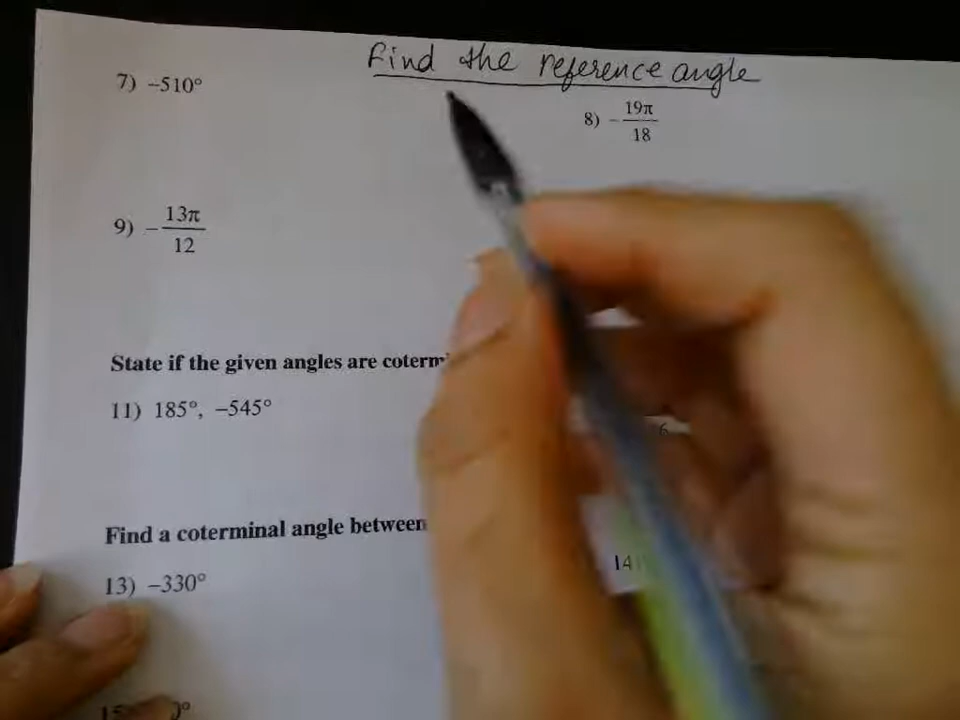 Find the reference angle
7) −510°
8) −19π/18
9) −13π/12
State if the given angles are
11) 185°, −545°
6
Find a coterminal angle between
13) −330°
14